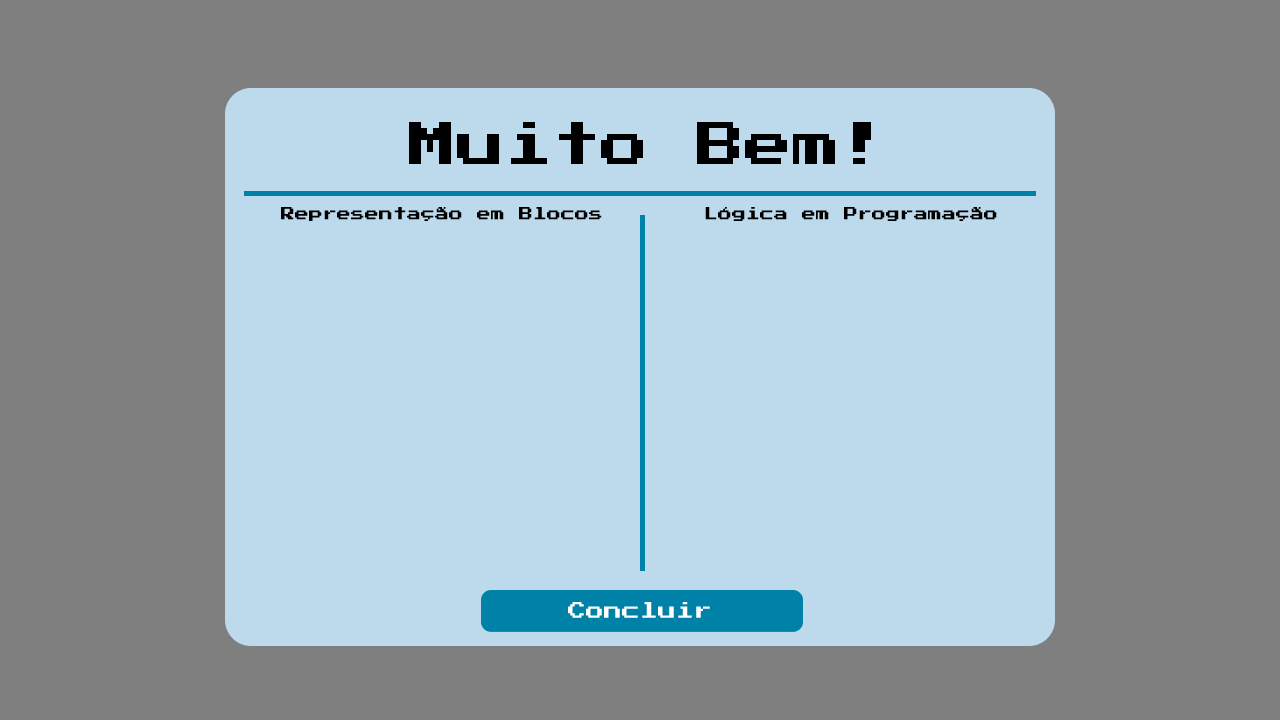 Muito Bem!
Representação em Blocos
Lógica em Programação
Concluir